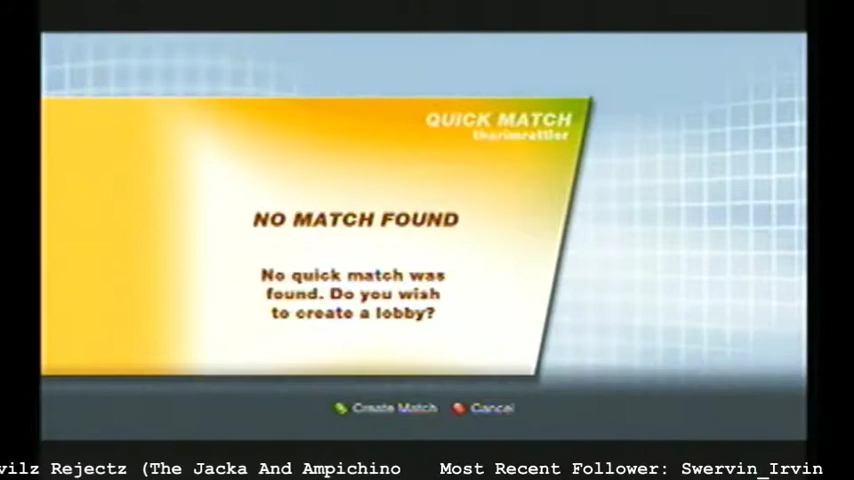 QUICK MATCH
tharimrattler
NO MATCH FOUND
No quick match was
found. Do you wish
to create a lobby?
Create Match Cancel
vilz Rejectz (The Jacka And Ampichino Most Recent Follower: Swervin_Irvin